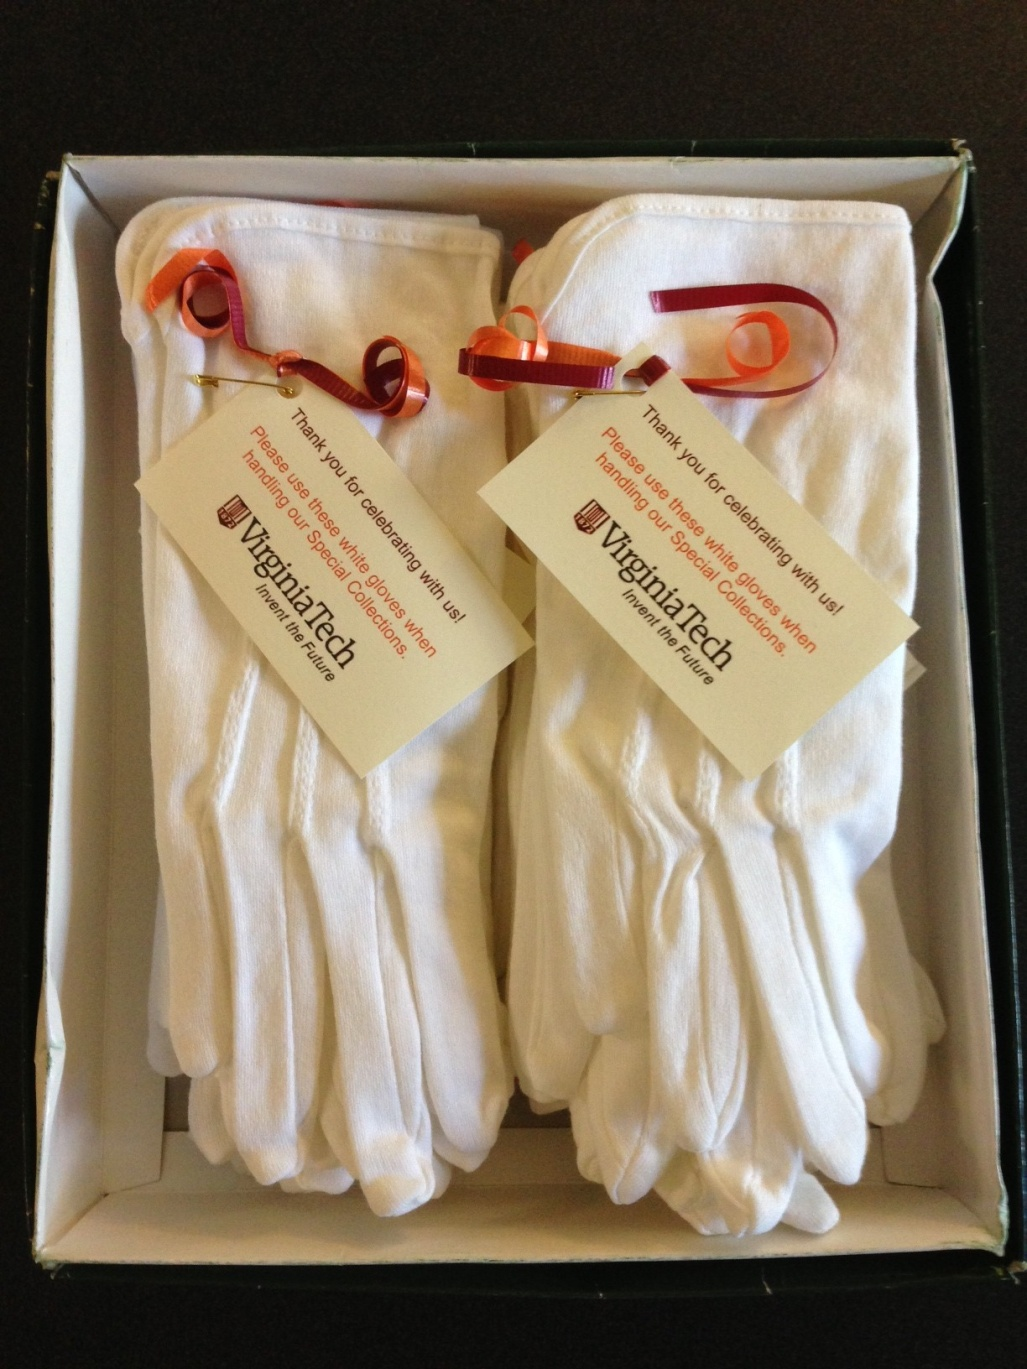 Thank you for celebrating with us!
Please use these white gloves when
handling our Special Collections.
VirginiaTech
Invent the Future
Thank you for celebrating with us!
Please use these white gloves when
handling our Special Collections.
VirginiaTech
Invent the Future